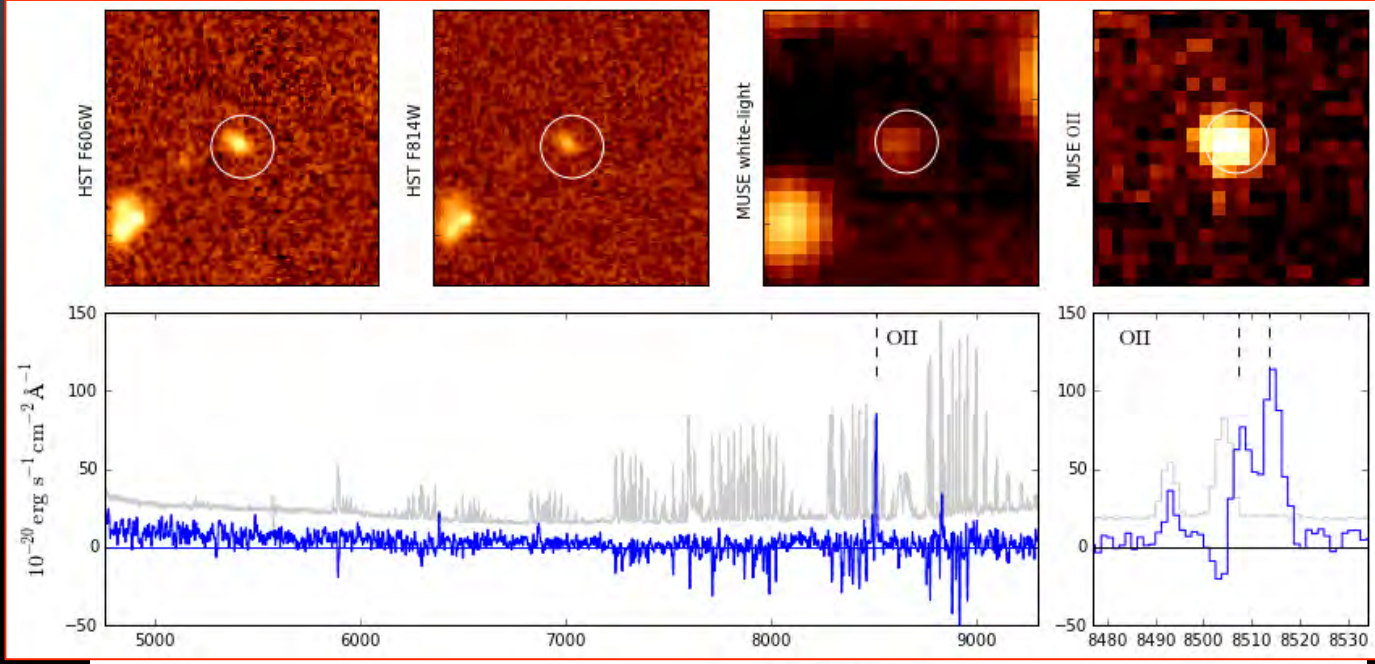 HST F606W
HST F814W
MUSE white-light
MUSE OII
10⁻²⁰ erg s⁻¹ cm⁻² Å⁻¹
150
100
50
0
−50
OII
5000 6000 7000 8000 9000
150
100
50
0
−50
OII
8480 8490 8500 8510 8520 8530